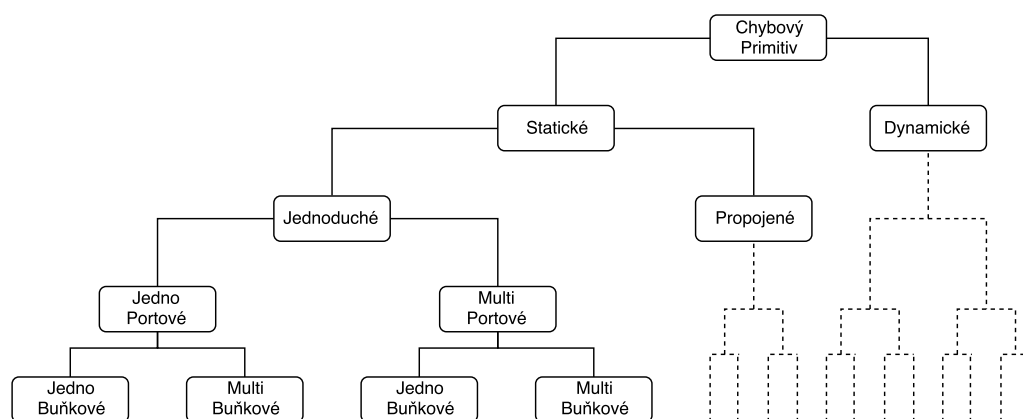 Chybový
Primitiv
Statické
Dynamické
Jednoduché
Propojené
Jedno
Portové
Multi
Portové
Jedno
Buňkové
Multi
Buňkové
Jedno
Buňkové
Multi
Buňkové